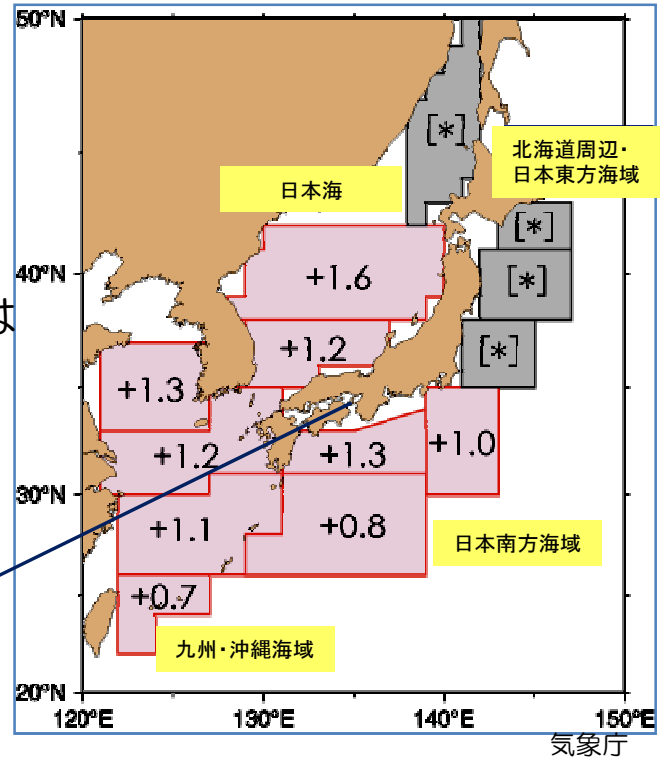 50°N
[*]
北海道周辺・
日本東方海域
日本海
[*]
40°N
+1.6
[*]
は
+1.2
[*]
+1.3
+1.0
+1.2
+1.3
30°N
+1.1
+0.8
日本南方海域
+0.7
九州・沖縄海域
20°N
120°E
130°E
140°E
150°E
気象庁